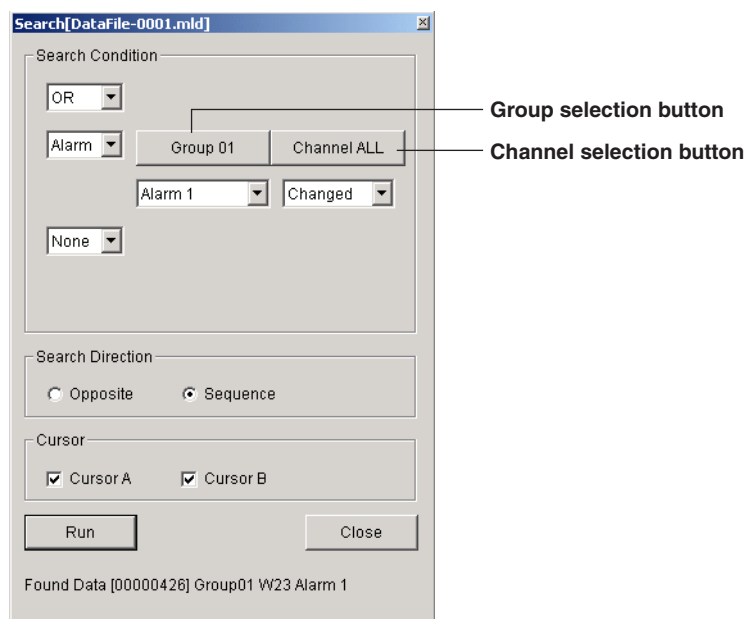 Search[DataFile-0001.mld]
Search Condition
OR
Group selection button
Alarm Group 01 Channel ALL
Channel selection button
Alarm 1 Changed
None
Search Direction
Opposite Sequence
Cursor
Cursor A Cursor B
Run Close
Found Data [00000426] Group01 W23 Alarm 1